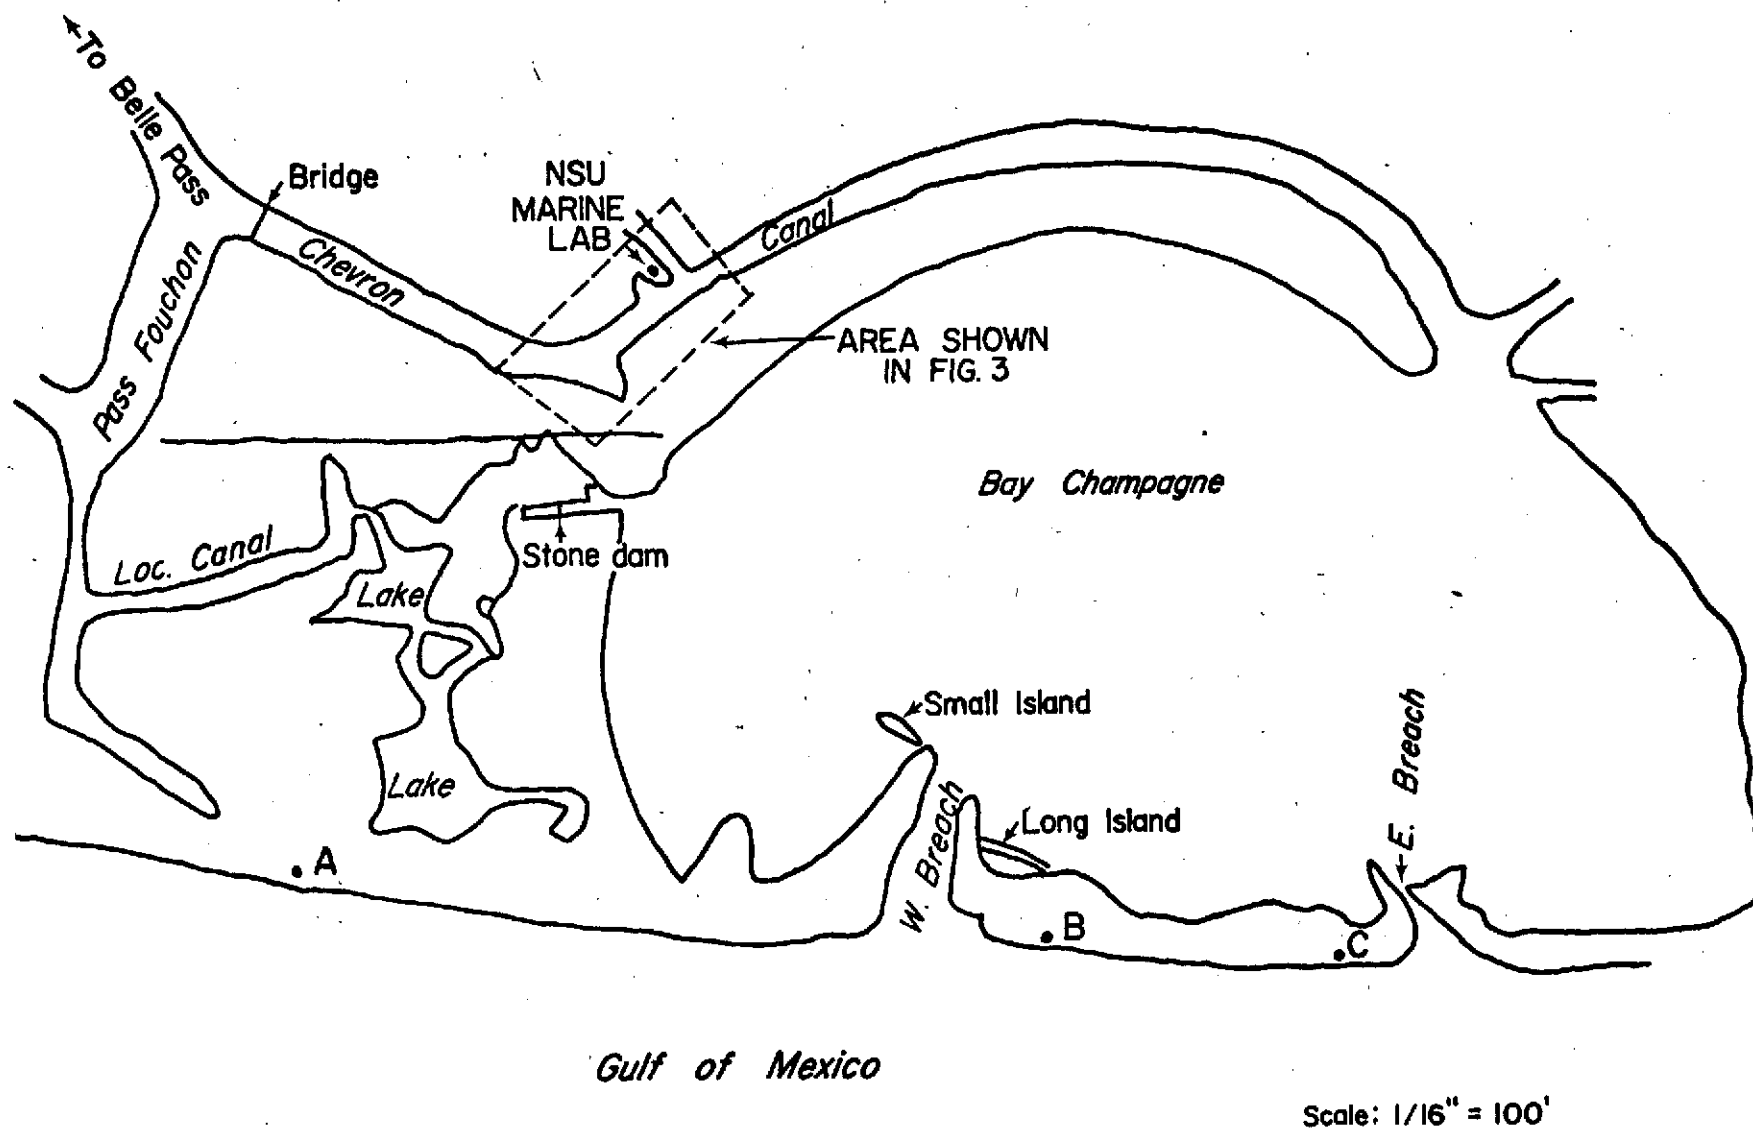 To Belle Pass
Bridge
NSU
MARINE
LAB
Canal
Chevron
Pass Fouchon
AREA SHOWN
IN FIG. 3
Bay Champagne
Loc. Canal
Stone dam
Lake
Small Island
E. Breach
Lake
W. Breach
Long Island
A
B
C
Gulf of Mexico
Scale: 1/16" = 100'